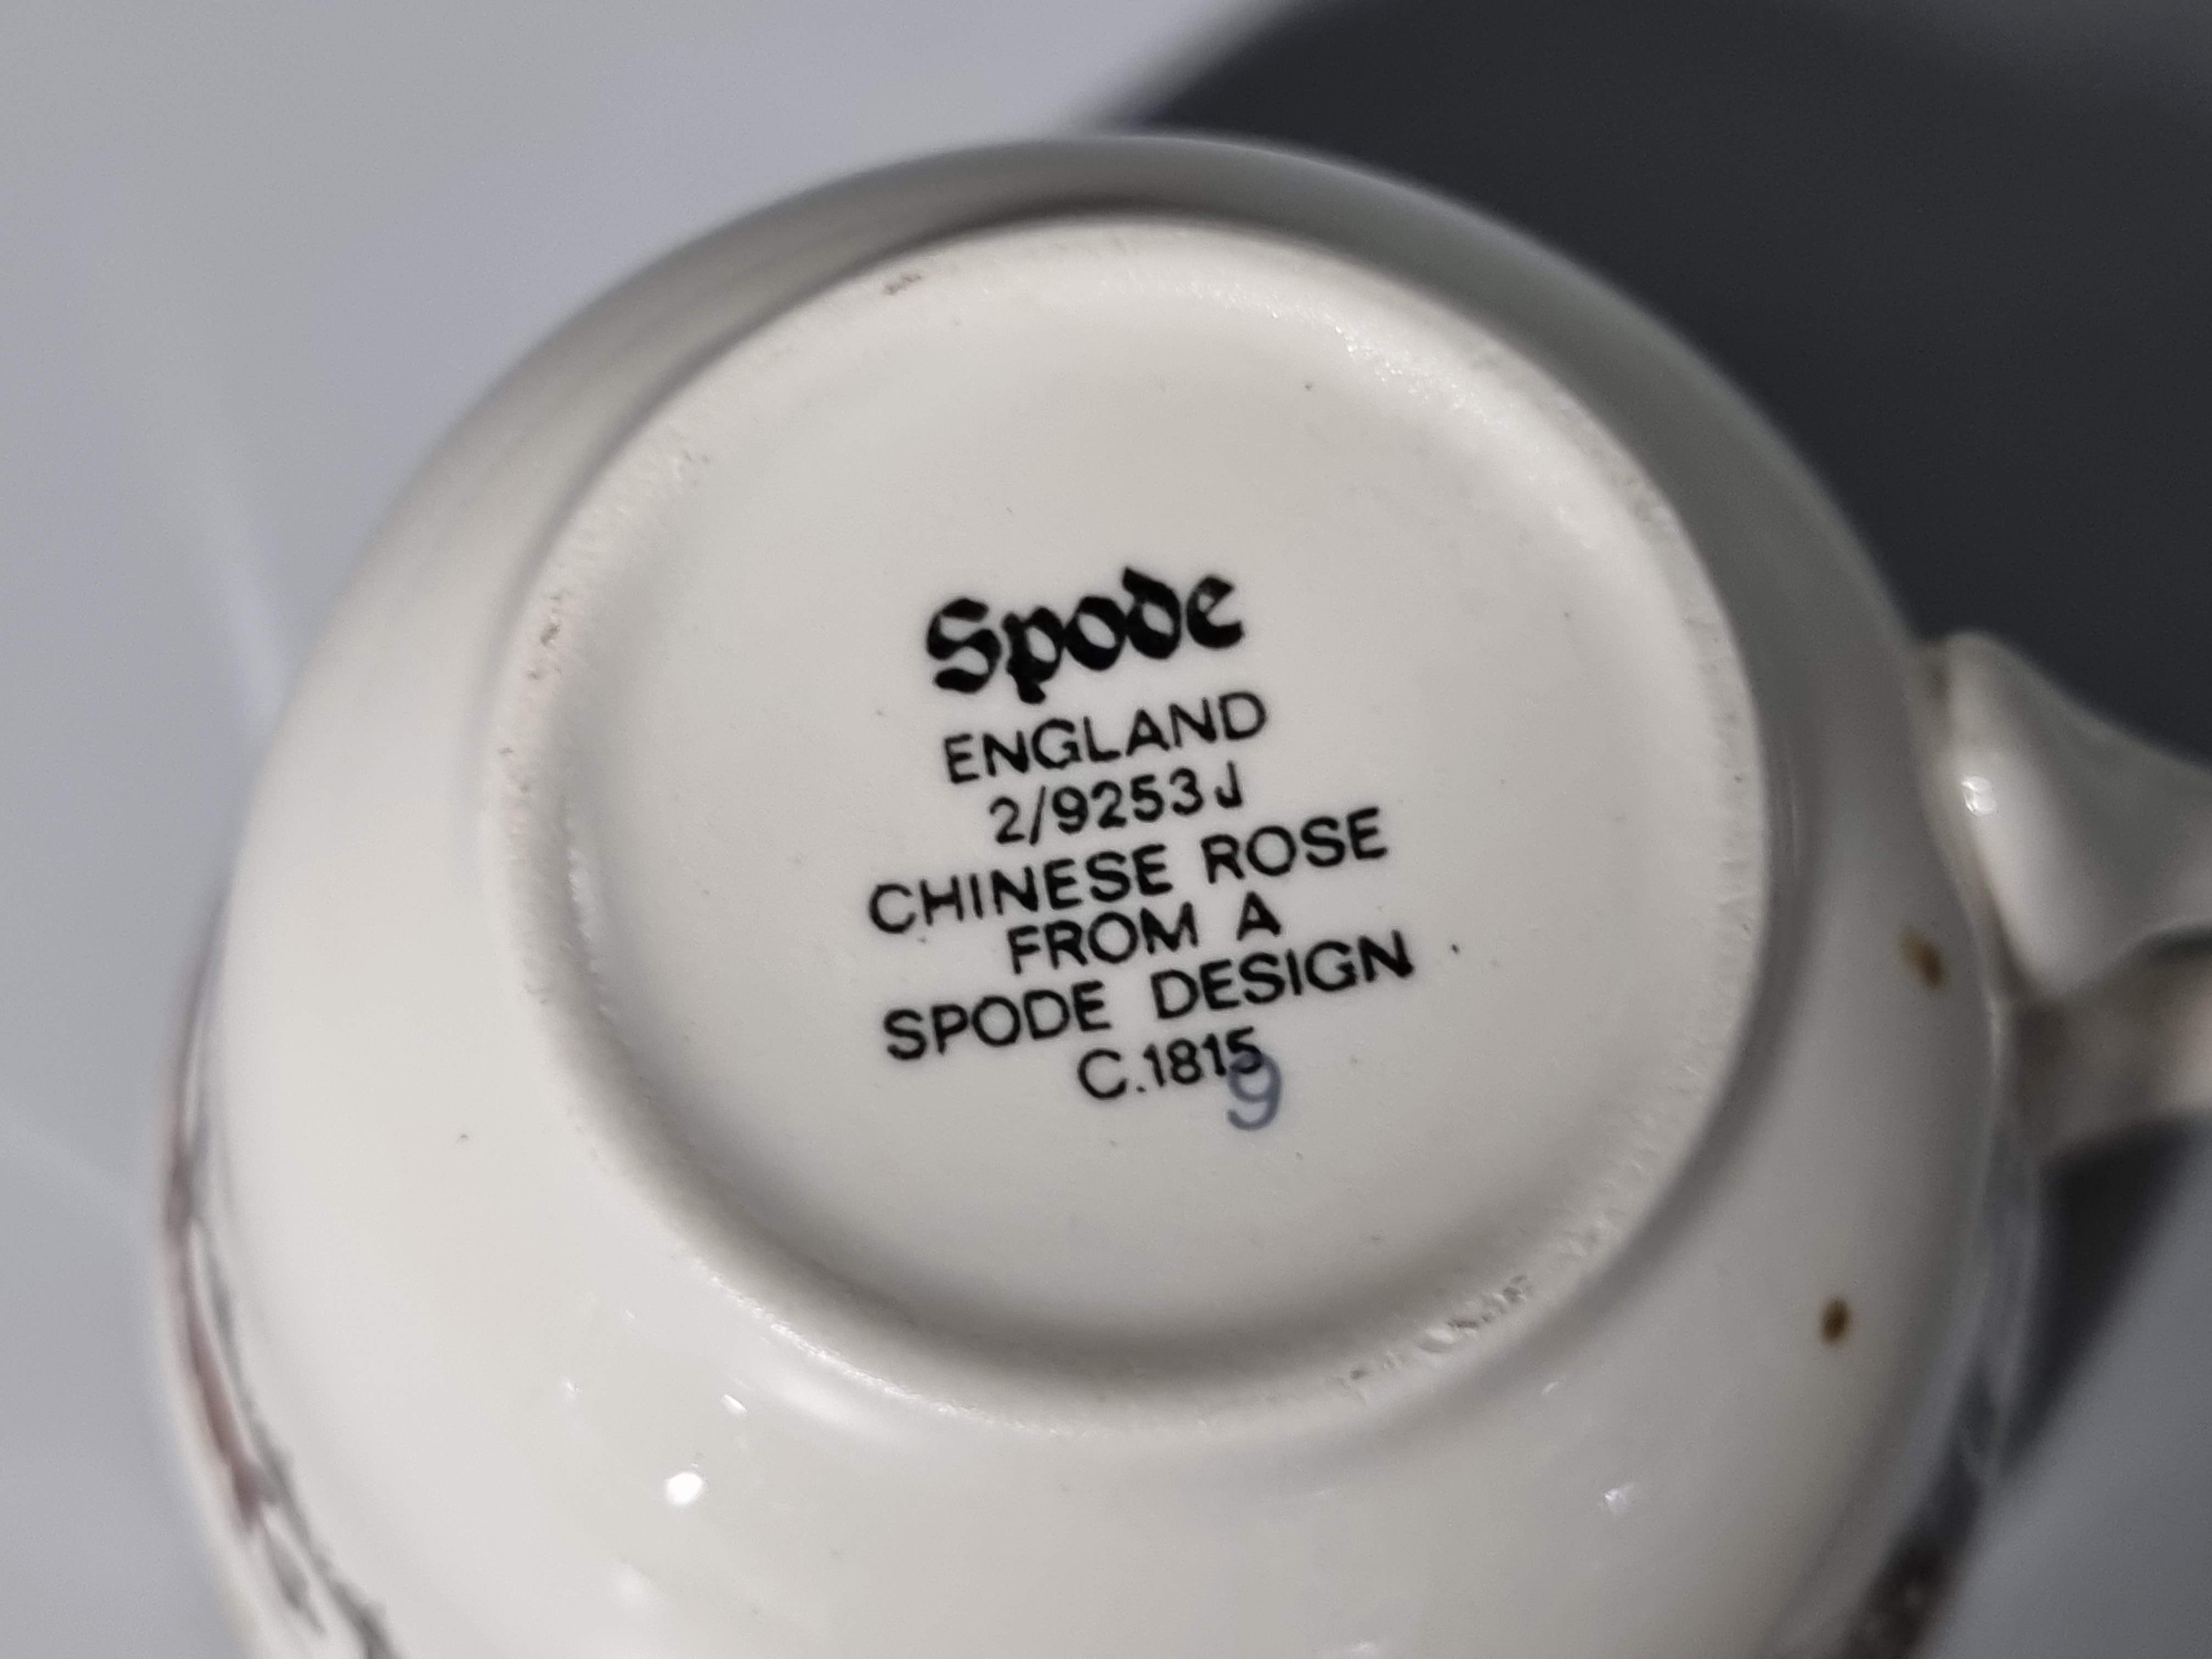 Spode
ENGLAND
2/9253J
CHINESE ROSE
FROM A
SPODE DESIGN
C.1815
9